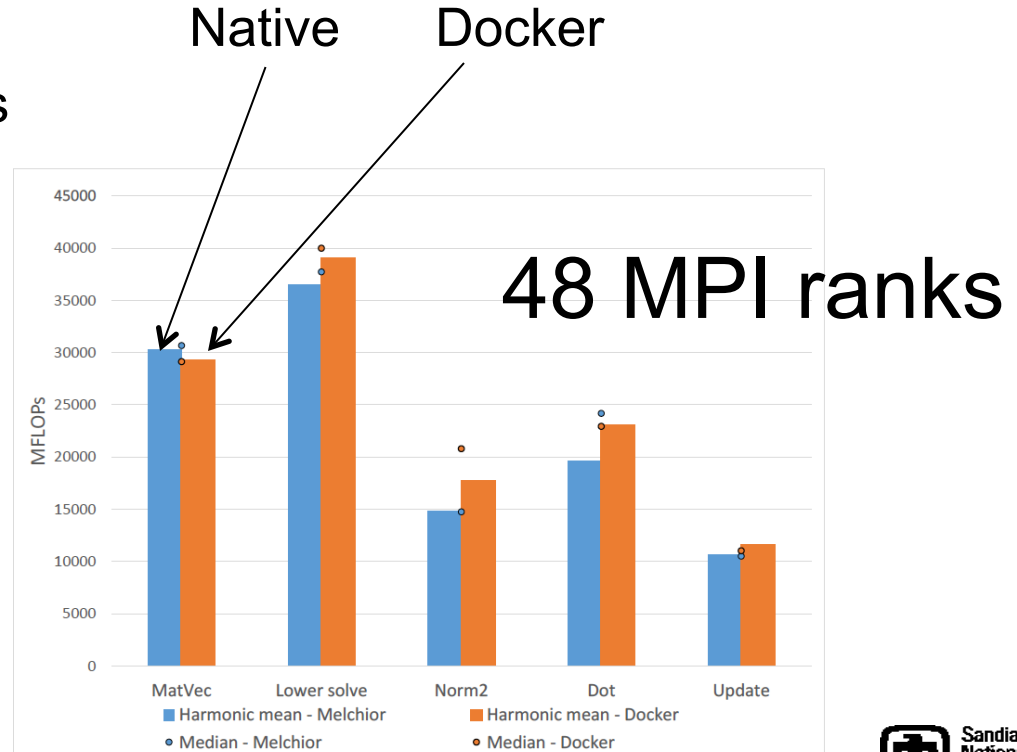 Native Docker
s
45000
40000
48 MPI ranks
35000
30000
25000
MFLOPs
20000
15000
10000
5000
0
MatVec Lower solve Norm2 Dot Update
Harmonic mean - Melchior Harmonic mean - Docker
Median - Melchior Median - Docker
Sandia